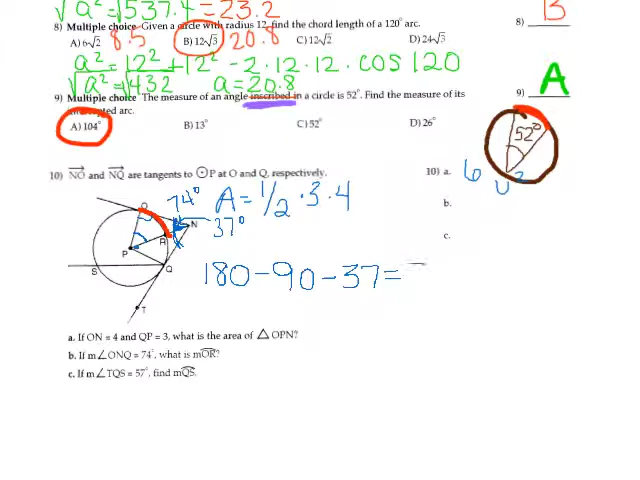 √a² = √537.4 = 23.2
8) Multiple choice Given a circle with radius 12, find the chord length of a 120° arc.
8) B
A) 6√2 8.5 B) 12√3 20.8 C) 12√2 D) 24√3
a² = 12² + 12² - 2 · 12 · 12 · cos 120
√a² = √432 a = 20.8
9) Multiple choice The measure of an angle inscribed in a circle is 52°. Find the measure of its
intercepted arc.
9) A
A) 104° B) 13° C) 52° D) 26°
52°
10) NO and NQ are tangents to ⊙P at O and Q, respectively.
10) a. 6 u²
b.
c.
74°
A = 1/2 · 3 · 4
37°
O
N
R
P
S
Q
T
180 - 90 - 37 =
a. If ON = 4 and QP = 3, what is the area of △ OPN?
b. If m∠ONQ = 74°, what is mOR?
c. If m∠TQS = 57°, find mQS.